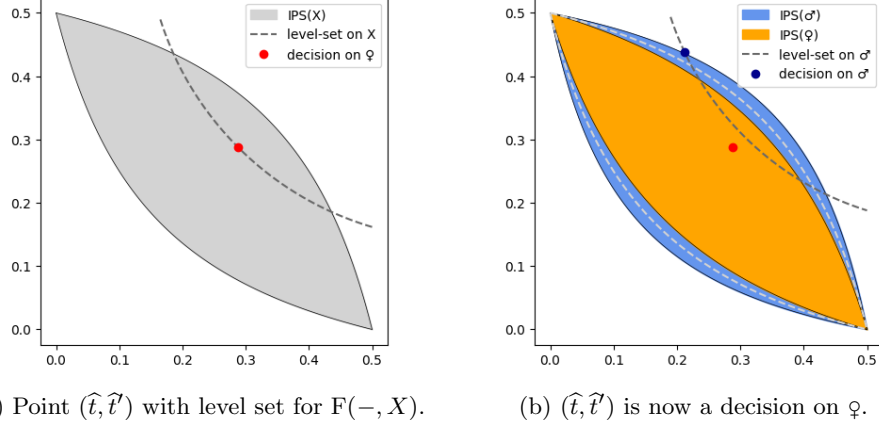 0.5
0.4
0.3
0.2
0.1
0.0
0.0 0.1 0.2 0.3 0.4 0.5
IPS(X)
level-set on X
decision on ♀
) Point (t̂, t̂′) with level set for F(−, X).
0.5
0.4
0.3
0.2
0.1
0.0
0.0 0.1 0.2 0.3 0.4 0.5
IPS(♂)
IPS(♀)
level-set on ♂
decision on ♂
(b) (t̂, t̂′) is now a decision on ♀.